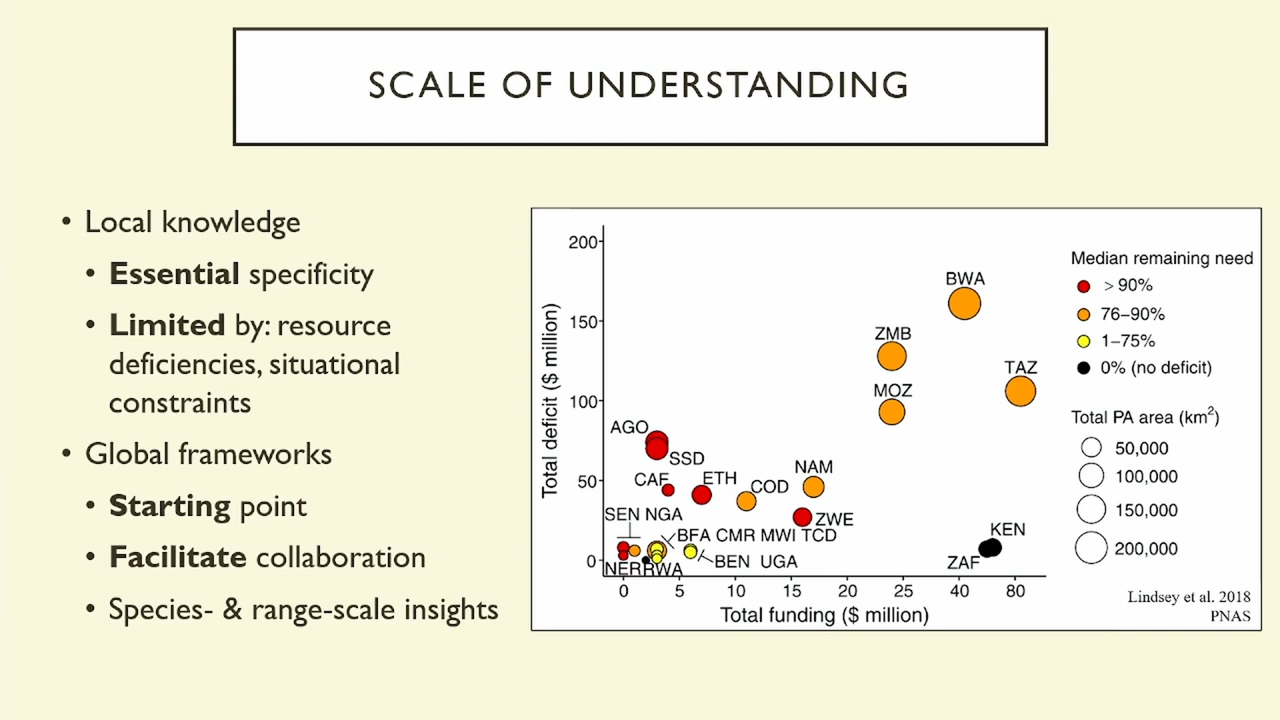 SCALE OF UNDERSTANDING
• Local knowledge
• Essential specificity
• Limited by: resource
deficiencies, situational
constraints
• Global frameworks
• Starting point
• Facilitate collaboration
• Species- & range-scale insights
Total deficit ($ million)
200
150
100
50
0
BWA
ZMB
TAZ
MOZ
AGO
SSD
NAM
CAF
ETH
COD
SEN NGA
ZWE
BFA CMR MWI TCD
KEN
BEN UGA
ZAF
NER
RWA
0 5 10 15 20 25 40 80
Total funding ($ million)
Median remaining need
> 90%
76–90%
1–75%
0% (no deficit)
Total PA area (km²)
50,000
100,000
150,000
200,000
Lindsey et al. 2018
PNAS